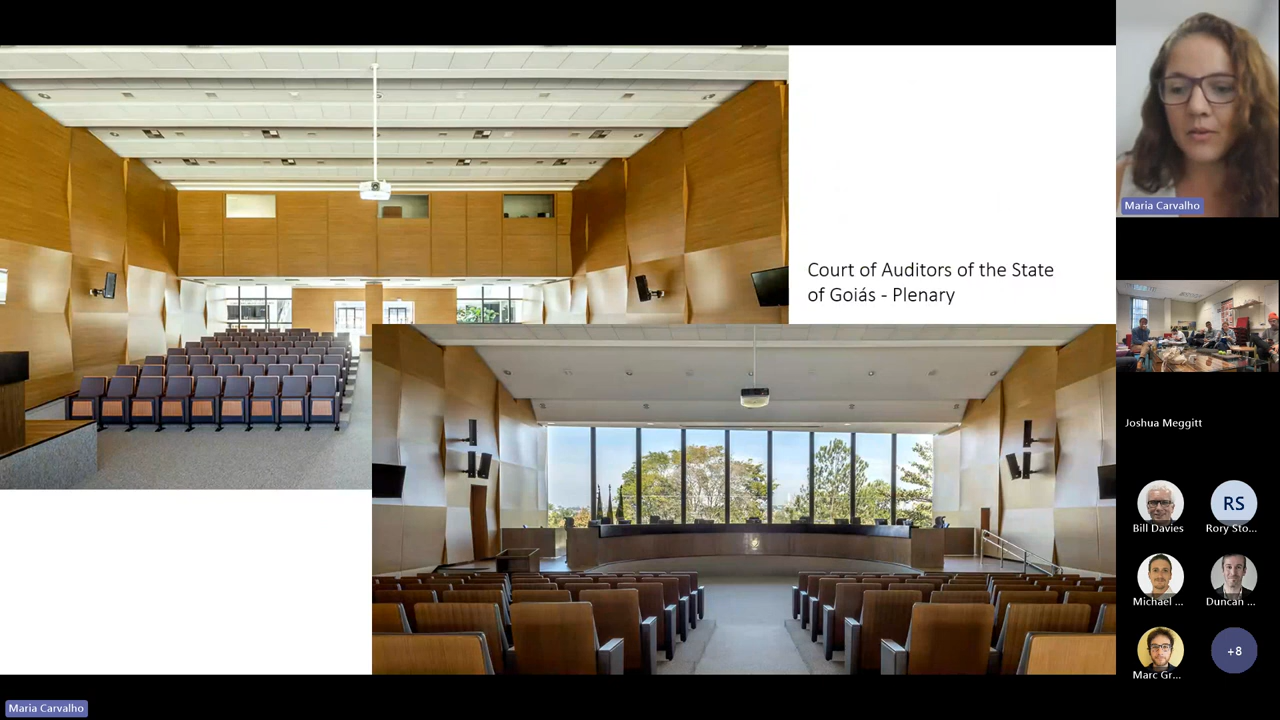 Maria Carvalho
Court of Auditors of the State
of Goiás - Plenary
Joshua Meggitt
Bill Davies
RS
Rory Sto...
Michael ...
Duncan ...
Marc Gr...
+8
Maria Carvalho